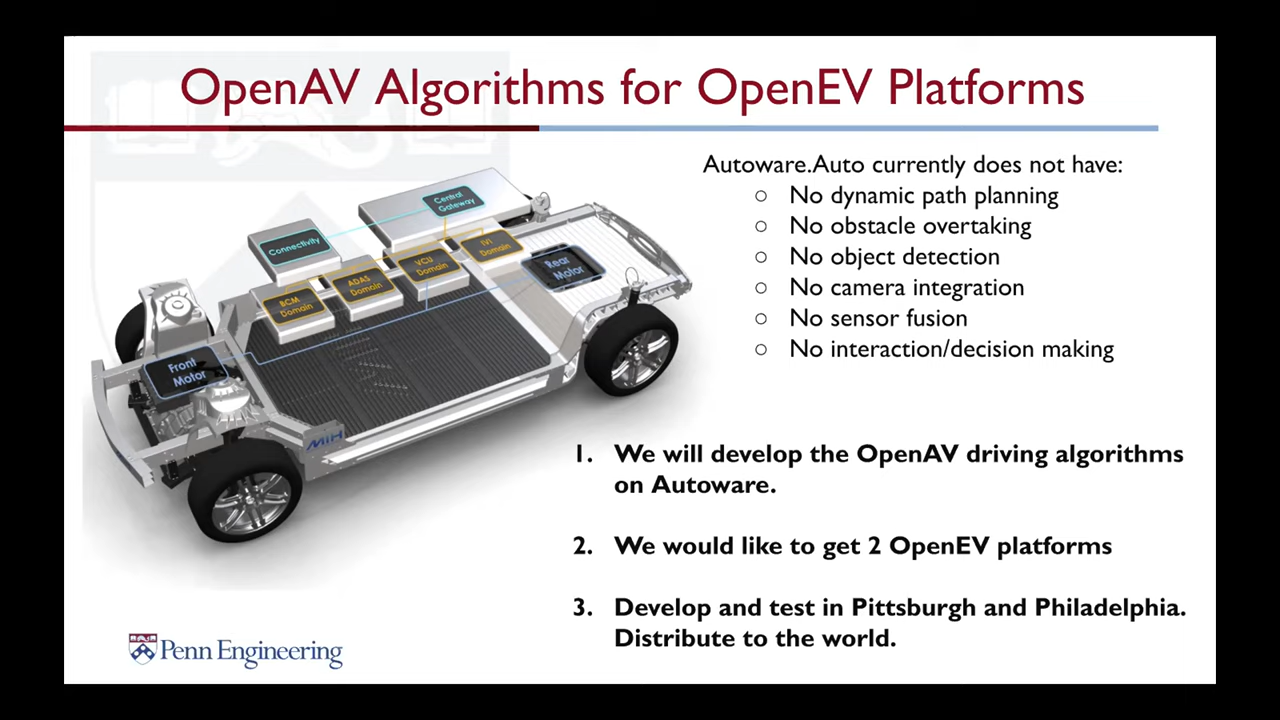 OpenAV Algorithms for OpenEV Platforms
Autoware.Auto currently does not have:
○ No dynamic path planning
○ No obstacle overtaking
○ No object detection
○ No camera integration
○ No sensor fusion
○ No interaction/decision making
Central
Gateway
Connectivity
IVI
Domain
VCU
Domain
ADAS
Domain
BCM
Domain
Rear
Motor
Front
Motor
MIH
1. We will develop the OpenAV driving algorithms
on Autoware.
2. We would like to get 2 OpenEV platforms
3. Develop and test in Pittsburgh and Philadelphia.
Distribute to the world.
Penn Engineering